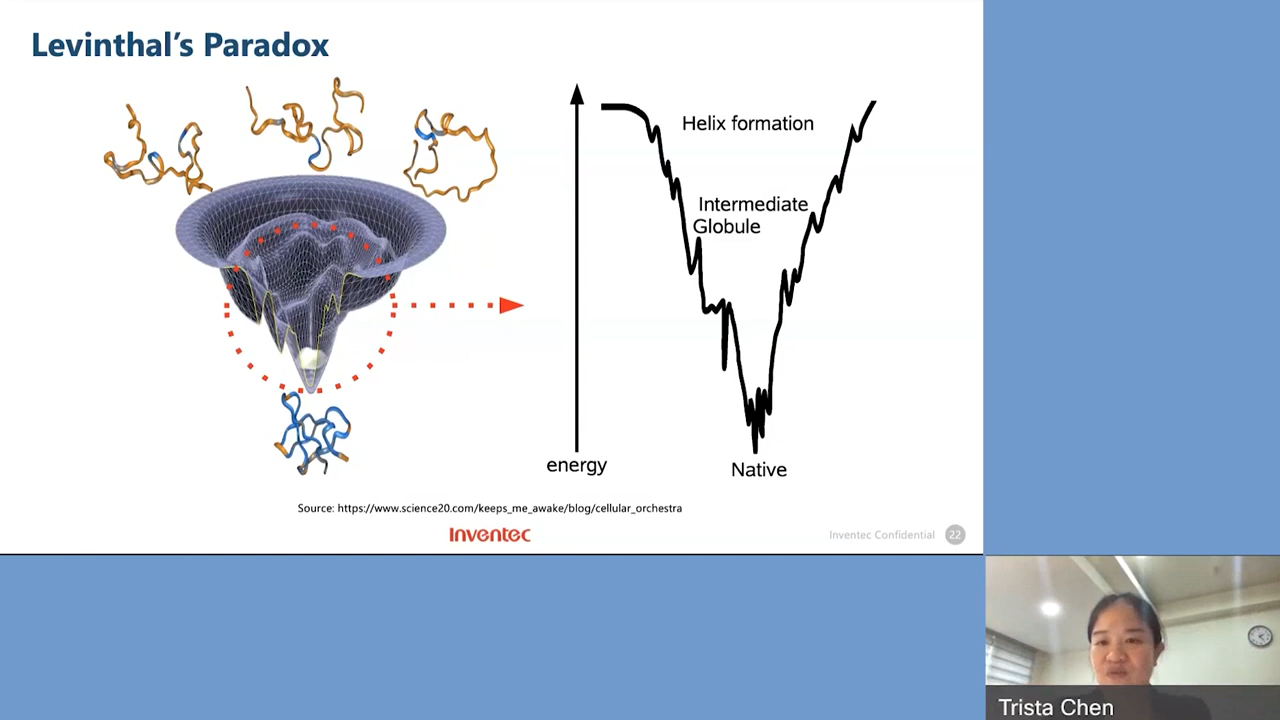 Levinthal's Paradox
Helix formation
Intermediate
Globule
energy
Native
Source: https://www.science20.com/keeps_me_awake/blog/cellular_orchestra
Inventec
Inventec Confidential
22
Trista Chen